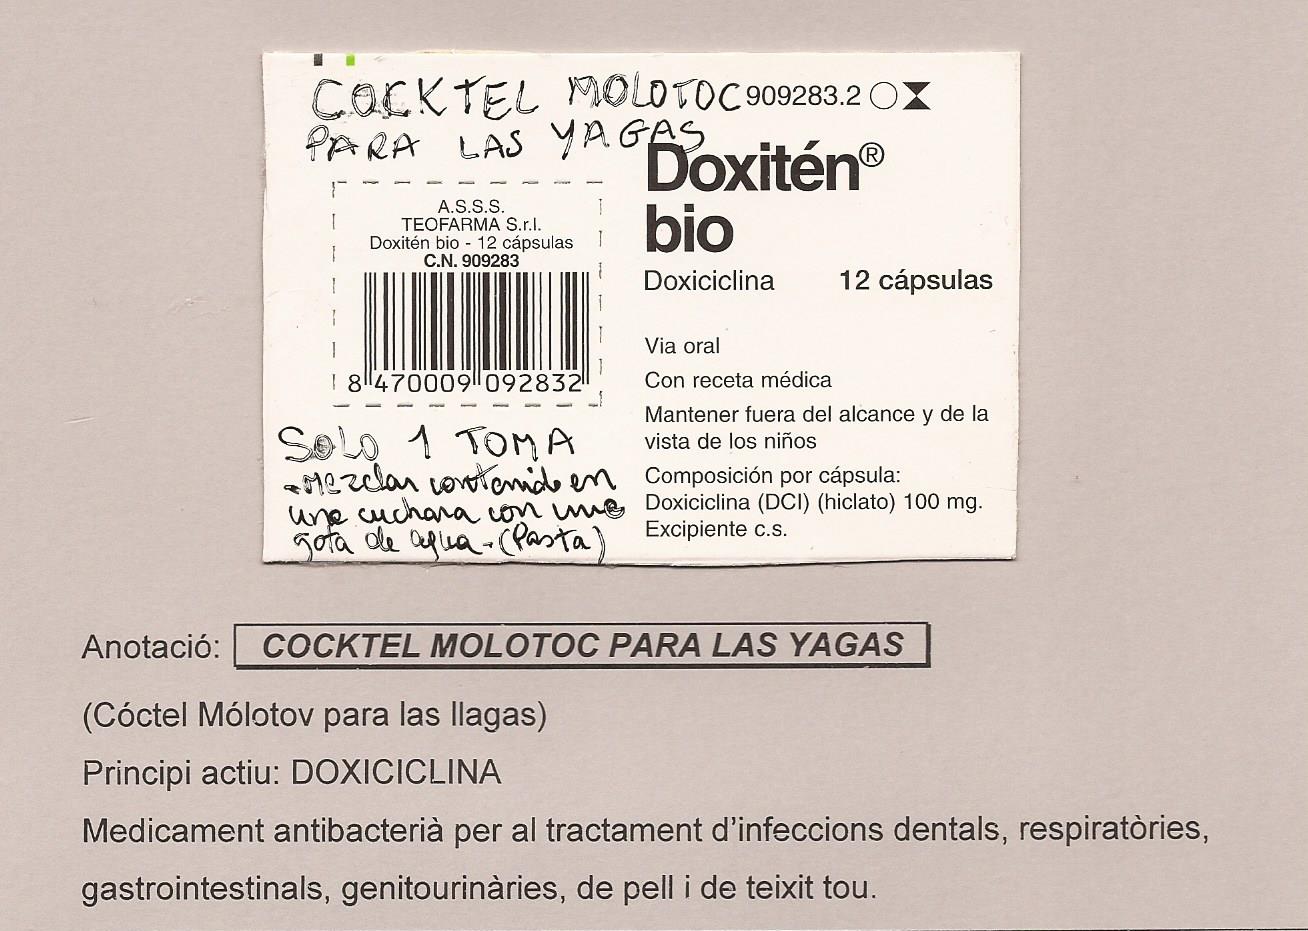 COCKTEL MOLOTOC
PARA LAS YAGAS
909283.2
Doxitén®
bio
Doxiciclina 12 cápsulas
A.S.S.S.
TEOFARMA S.r.l.
Doxitén bio - 12 cápsulas
C.N. 909283
8 470009 092832
Via oral
Con receta médica
Mantener fuera del alcance y de la
vista de los niños
Composición por cápsula:
Doxiciclina (DCI) (hiclato) 100 mg.
Excipiente c.s.
SOLO 1 TOMA
-Mezclar contenido en
una cuchara con una
gota de agua - (Pasta)
Anotació: COCKTEL MOLOTOC PARA LAS YAGAS
(Cóctel Mólotov para las llagas)
Principi actiu: DOXICICLINA
Medicament antibacterià per al tractament d’infeccions dentals, respiratòries,
gastrointestinals, genitourinàries, de pell i de teixit tou.